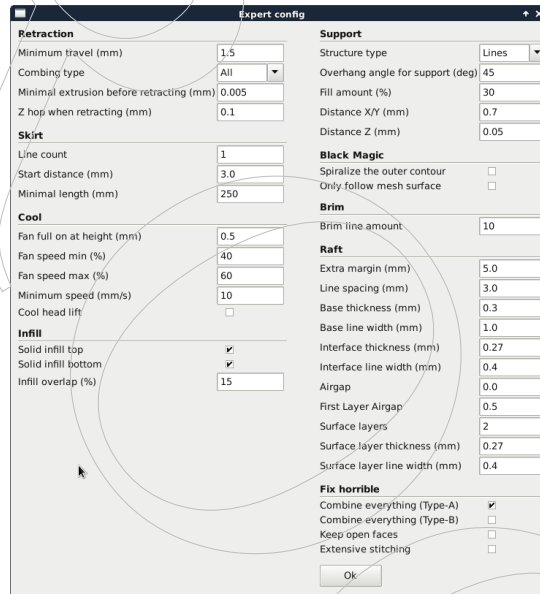 Expert config
Retraction
Minimum travel (mm) 1.5
Combing type All
Minimal extrusion before retracting (mm) 0.005
Z hop when retracting (mm) 0.1
Skirt
Line count 1
Start distance (mm) 3.0
Minimal length (mm) 250
Cool
Fan full on at height (mm) 0.5
Fan speed min (%) 40
Fan speed max (%) 60
Minimum speed (mm/s) 10
Cool head lift
Infill
Solid infill top
Solid infill bottom
Infill overlap (%) 15
Support
Structure type Lines
Overhang angle for support (deg) 45
Fill amount (%) 30
Distance X/Y (mm) 0.7
Distance Z (mm) 0.05
Black Magic
Spiralize the outer contour
Only follow mesh surface
Brim
Brim line amount 10
Raft
Extra margin (mm) 5.0
Line spacing (mm) 3.0
Base thickness (mm) 0.3
Base line width (mm) 1.0
Interface thickness (mm) 0.27
Interface line width (mm) 0.4
Airgap 0.0
First Layer Airgap 0.5
Surface layers 2
Surface layer thickness (mm) 0.27
Surface layer line width (mm) 0.4
Fix horrible
Combine everything (Type-A)
Combine everything (Type-B)
Keep open faces
Extensive stitching
Ok